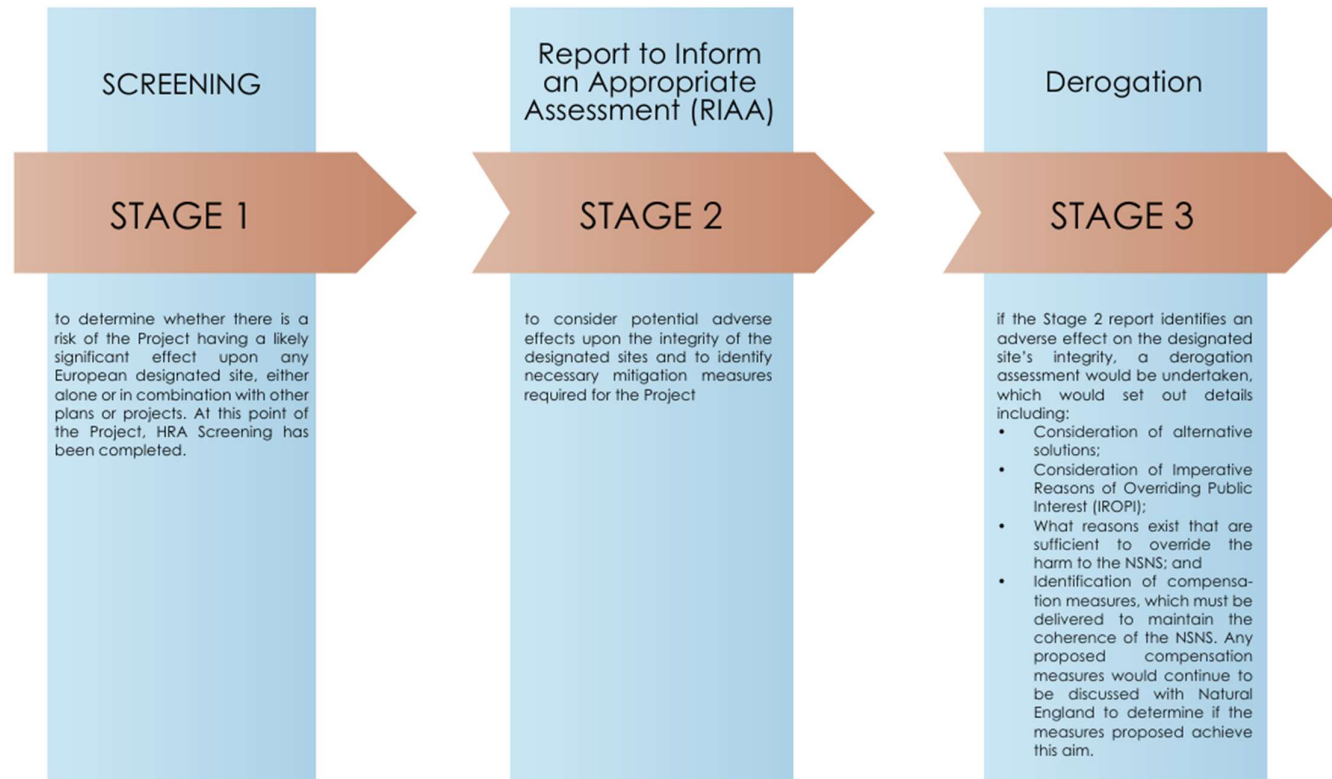 SCREENING
STAGE 1
to determine whether there is a
risk of the Project having a likely
significant effect upon any
European designated site, either
alone or in combination with other
plans or projects. At this point of
the Project, HRA Screening has
been completed.
Report to Inform
an Appropriate
Assessment (RIAA)
STAGE 2
to consider potential adverse
effects upon the integrity of the
designated sites and to identify
necessary mitigation measures
required for the Project
Derogation
STAGE 3
if the Stage 2 report identifies an
adverse effect on the designated
site's integrity, a derogation
assessment would be undertaken,
which would set out details
including:
• Consideration of alternative
solutions;
• Consideration of Imperative
Reasons of Overriding Public
Interest (IROPI);
• What reasons exist that are
sufficient to override the
harm to the NSNS; and
• Identification of compensa-
tion measures, which must be
delivered to maintain the
coherence of the NSNS. Any
proposed compensation
measures would continue to
be discussed with Natural
England to determine if the
measures proposed achieve
this aim.